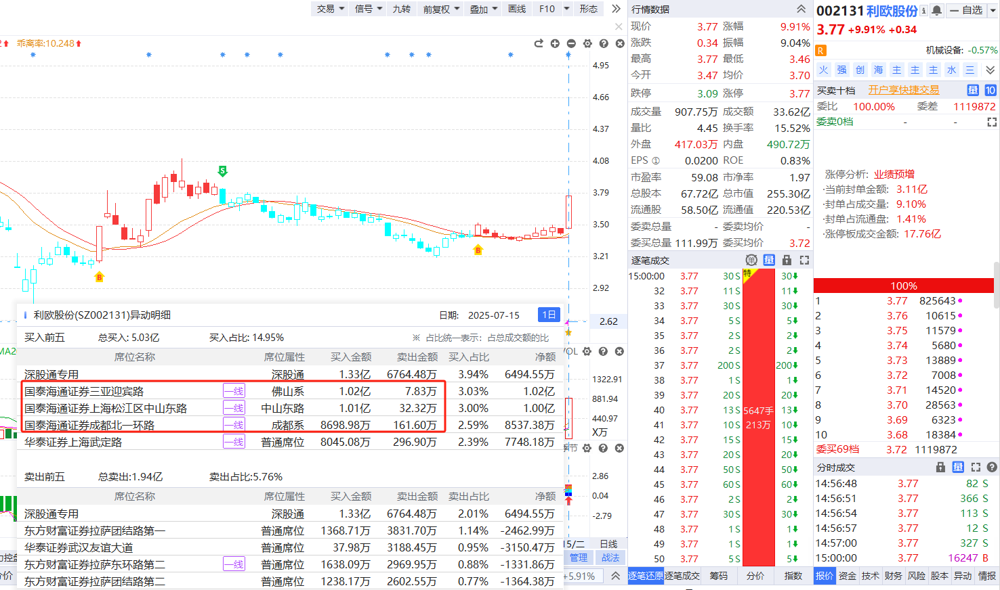 交易 信号 九转 前复权 叠加 画线 F10 形态
乖离率:10.248
4.95
4.66
4.37
4.08
3.79
3.50
3.21
2.92
2.62
S
B
B
利欧股份(SZ002131)异动明细 日期: 2025-07-15 1日
买入前五 总买入: 5.03亿 买入占比: 14.95% ※ 占比统一表示：占总成交额的比
席位名称 席位属性 买入金额 卖出金额 买入占比 净额
深股通专用 深股通 1.33亿 6764.48万 3.94% 6494.55万
国泰海通证券三亚迎宾路 一线 佛山系 1.02亿 7.83万 3.03% 1.02亿
国泰海通证券上海松江区中山东路 一线 中山东路 1.01亿 32.32万 3.00% 1.00亿
国泰海通证券成都北一环路 一线 成都系 8698.98万 161.60万 2.59% 8537.38万
华泰证券上海武定路 一线 普通席位 8045.08万 296.90万 2.39% 7748.18万
卖出前五 总卖出:1.94亿 卖出占比:5.76%
席位名称 席位属性 买入金额 卖出金额 卖出占比 净额
深股通专用 深股通 1.33亿 6764.48万 2.01% 6494.55万
东方财富证券拉萨团结路第一 普通席位 1368.71万 3831.70万 1.14% -2462.99万
华泰证券武汉友谊大道 普通席位 37.98万 3188.45万 0.95% -3150.47万
东方财富证券拉萨东环路第二 一线 普通席位 1638.09万 2969.95万 0.88% -1331.86万
东方财富证券拉萨团结路第二 普通席位 1238.17万 2602.55万 0.77% -1364.38万
1322.91
881.94
440.97
X万
2.86
0.04
-2.79
15/二 日线
管理 战法
+5.91%
行情数据
现价 3.77 涨幅 9.91%
涨跌 0.34 振幅 9.04%
最高 3.77 最低 3.46
今开 3.47 均价 3.70
跌停 3.09 涨停 3.77
成交量 907.75万 成交额 33.62亿
量比 4.45 换手率 15.52%
外盘 417.03万 内盘 490.72万
EPS ① 0.0200 ROE 0.83%
市盈率 59.08 市净率 1.97
总股本 67.72亿 总市值 255.30亿
流通股 58.50亿 流通值 220.53亿
委卖总量 - 委卖均价 -
委买总量 111.99万 委买均价 3.72
逐笔成交 单 量
15:00:00 3.77 30 S 特 30
32 3.77 11 S 11
33 3.77 30 S 30
34 3.77 5 S 5
35 3.77 2 S 2
36 3.77 2 S 2
37 3.77 200 S 200
38 3.77 1 S 1
39 3.77 20 S 20
40 3.77 13 S 5647手 13
41 3.77 10 S 213万 10
42 3.77 15 S 15
43 3.77 20 S 20
44 3.77 50 S 50
45 3.77 60 S 60
46 3.77 2 S 2
47 3.77 30 S 30
48 3.77 1 S 1
49 3.77 1 S 1
50 3.77 5 S 5
逐笔还原 逐笔成交 筹码 分价 指数
002131 利欧股份 自选
3.77 +9.91% +0.34
R 机械设备: -0.57%
火 强 创 海 主 主 主 水 三
买卖十档 开户享快捷交易 量 10
委比 100.00% 委差 1119872
委卖0档 - -
涨停分析: 业绩预增
·当前封单金额: 3.11亿
·封单占成交量: 9.10%
·封单占流通盘: 1.41%
·涨停板成交金额: 17.76亿
100%
1 3.77 825643
2 3.76 10615
3 3.75 11579
4 3.74 5680
5 3.73 13889
6 3.72 7008
7 3.71 14520
8 3.70 28563
9 3.69 6323
10 3.68 18384
委买69档 3.72 1119872
分时成交 量
14:56:48 3.77 82 S
14:56:51 3.77 366 S
14:56:54 3.77 113 S
14:56:57 3.77 12 S
14:57:00 3.77 327 S
15:00:00 3.77 16247 B
报价 资金 技术 财务 风险 股本 异动 情报